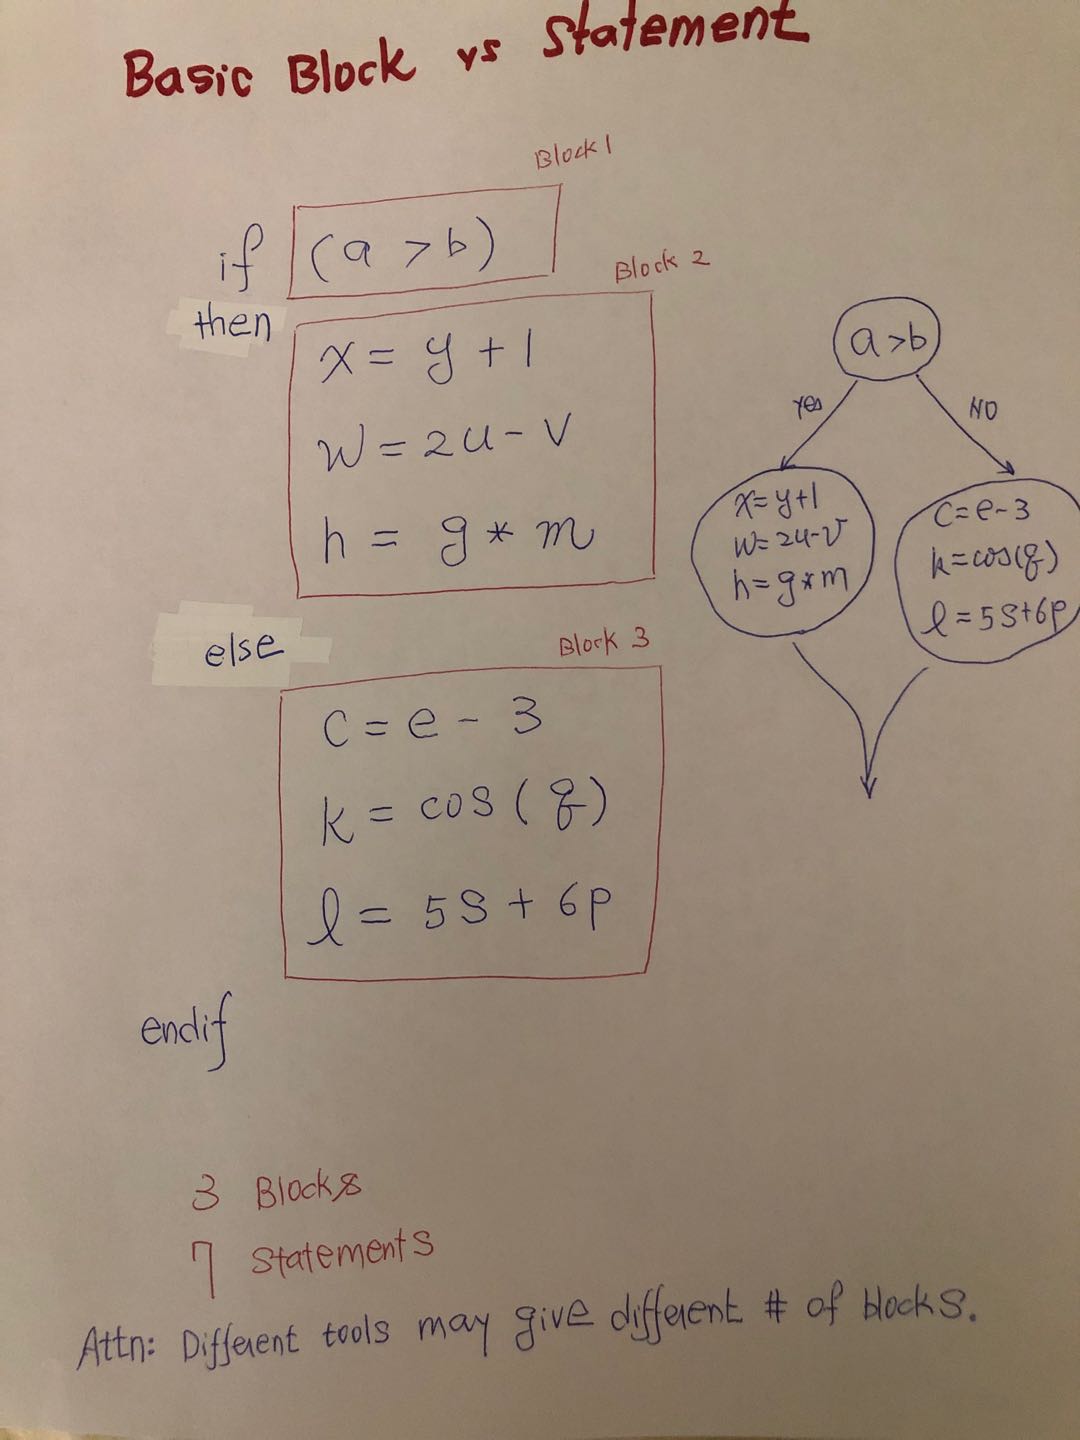 Basic Block vs Statement
Block 1
if (a > b)
Block 2
then
x = y + 1
w = 2u - v
h = g * m
else
Block 3
c = e - 3
k = cos(q)
l = 5s + 6p
endif
a > b
Yes
NO
x = y+1
w = 2u-v
h = g*m
c = e-3
k = cos(q)
l = 5s+6p
3 Blocks
7 Statements
Attn: Different tools may give different # of blocks.